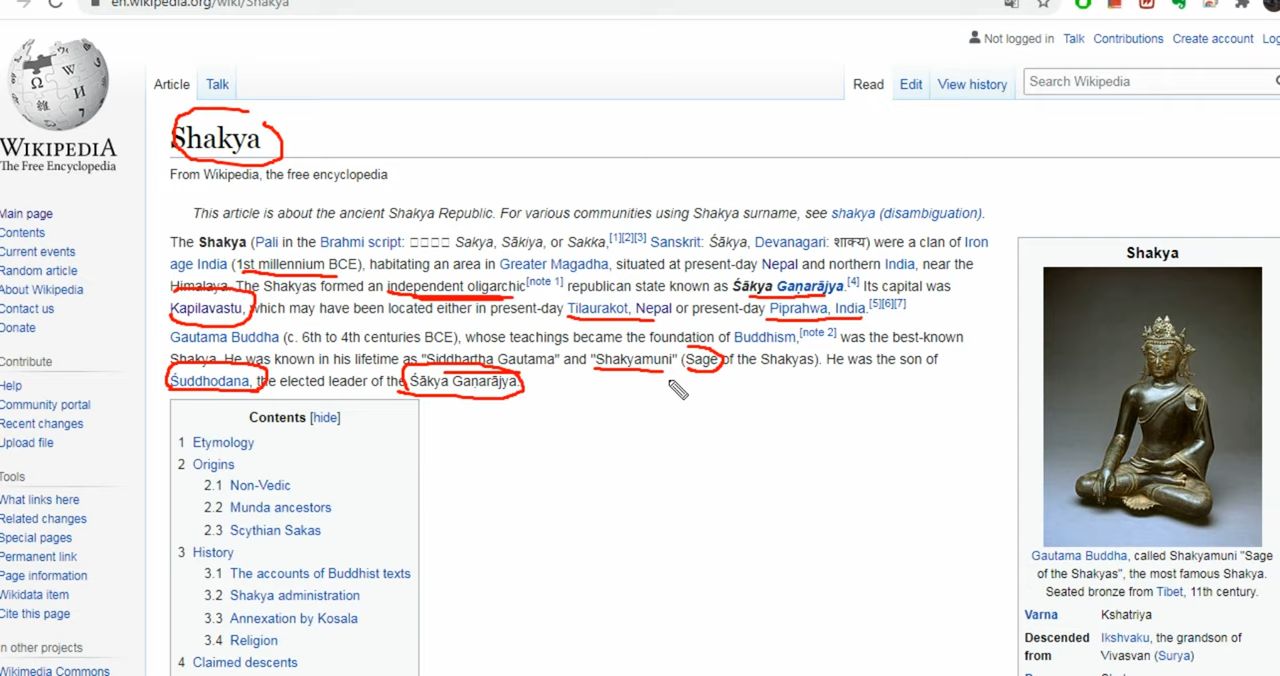 en.wikipedia.org/wiki/Shakya
Not logged in Talk Contributions Create account Log
Article Talk Read Edit View history Search Wikipedia
WIKIPEDIA
The Free Encyclopedia
Main page
Contents
Current events
Random article
About Wikipedia
Contact us
Donate
Contribute
Help
Community portal
Recent changes
Upload file
Tools
What links here
Related changes
Special pages
Permanent link
Page information
Wikidata item
Cite this page
In other projects
Wikimedia Commons
Shakya
From Wikipedia, the free encyclopedia
This article is about the ancient Shakya Republic. For various communities using Shakya surname, see shakya (disambiguation).
The Shakya (Pali in the Brahmi script: □□□□ Sakya, Sākiya, or Sakka,[1][2][3] Sanskrit: Śākya, Devanagari: शाक्य) were a clan of Iron
age India (1st millennium BCE), habitating an area in Greater Magadha, situated at present-day Nepal and northern India, near the
Himalaya. The Shakyas formed an independent oligarchic[note 1] republican state known as Śākya Gaṇarājya.[4] Its capital was
Kapilavastu, which may have been located either in present-day Tilaurakot, Nepal or present-day Piprahwa, India.[5][6][7]
Gautama Buddha (c. 6th to 4th centuries BCE), whose teachings became the foundation of Buddhism,[note 2] was the best-known
Shakya. He was known in his lifetime as "Siddhartha Gautama" and "Shakyamuni" (Sage of the Shakyas). He was the son of
Śuddhodana, the elected leader of the Śākya Gaṇarājya.
Contents [hide]
1 Etymology
2 Origins
2.1 Non-Vedic
2.2 Munda ancestors
2.3 Scythian Sakas
3 History
3.1 The accounts of Buddhist texts
3.2 Shakya administration
3.3 Annexation by Kosala
3.4 Religion
4 Claimed descents
Shakya
Gautama Buddha, called Shakyamuni "Sage
of the Shakyas", the most famous Shakya.
Seated bronze from Tibet, 11th century.
Varna Kshatriya
Descended Ikshvaku, the grandson of
from Vivasvan (Surya)